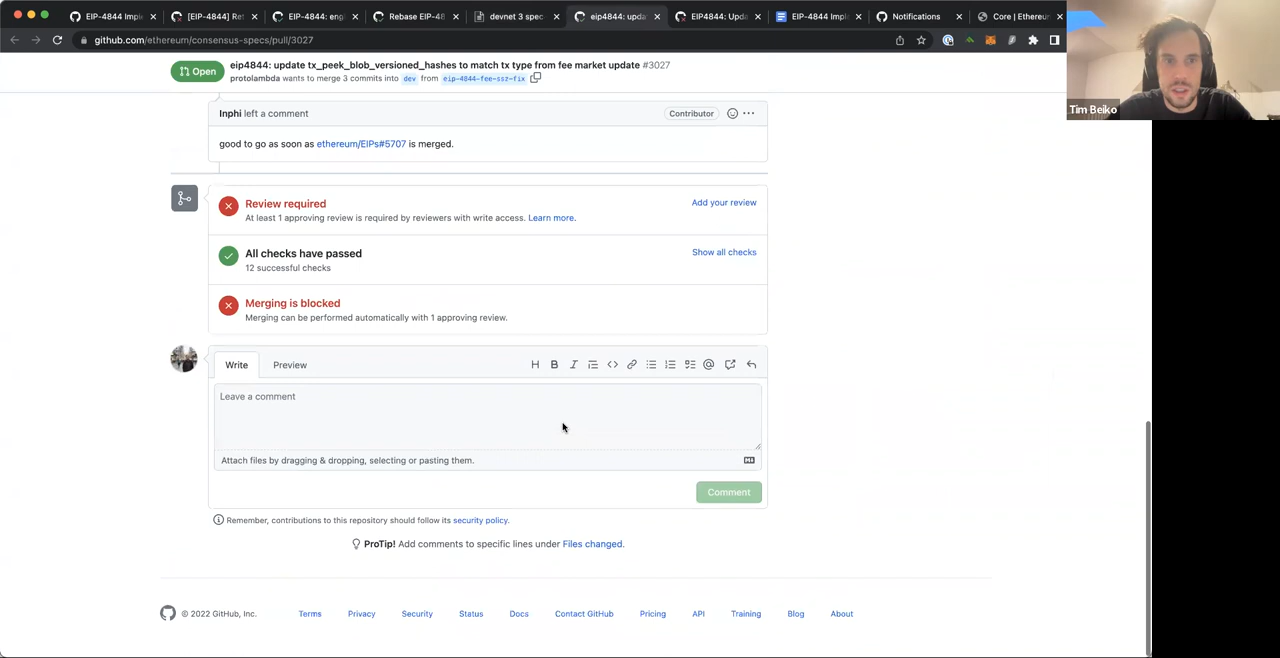 EIP-4844 Impl
[EIP-4844] Re
EIP-4844: eng
Rebase EIP-48
devnet 3 spec
eip4844: upda
EIP4844: Upda
EIP-4844 Imple
Notifications
Core | Ethereum
github.com/ethereum/consensus-specs/pull/3027
Open
eip4844: update tx_peek_blob_versioned_hashes to match tx type from fee market update #3027
protolambda wants to merge 3 commits into dev from eip-4844-fee-ssz-fix
Tim Beiko
Inphi left a comment
Contributor
good to go as soon as ethereum/EIPs#5707 is merged.
Review required
Add your review
At least 1 approving review is required by reviewers with write access. Learn more.
All checks have passed
Show all checks
12 successful checks
Merging is blocked
Merging can be performed automatically with 1 approving review.
Write
Preview
Leave a comment
Attach files by dragging & dropping, selecting or pasting them.
Comment
Remember, contributions to this repository should follow its security policy.
ProTip! Add comments to specific lines under Files changed.
© 2022 GitHub, Inc.
Terms
Privacy
Security
Status
Docs
Contact GitHub
Pricing
API
Training
Blog
About